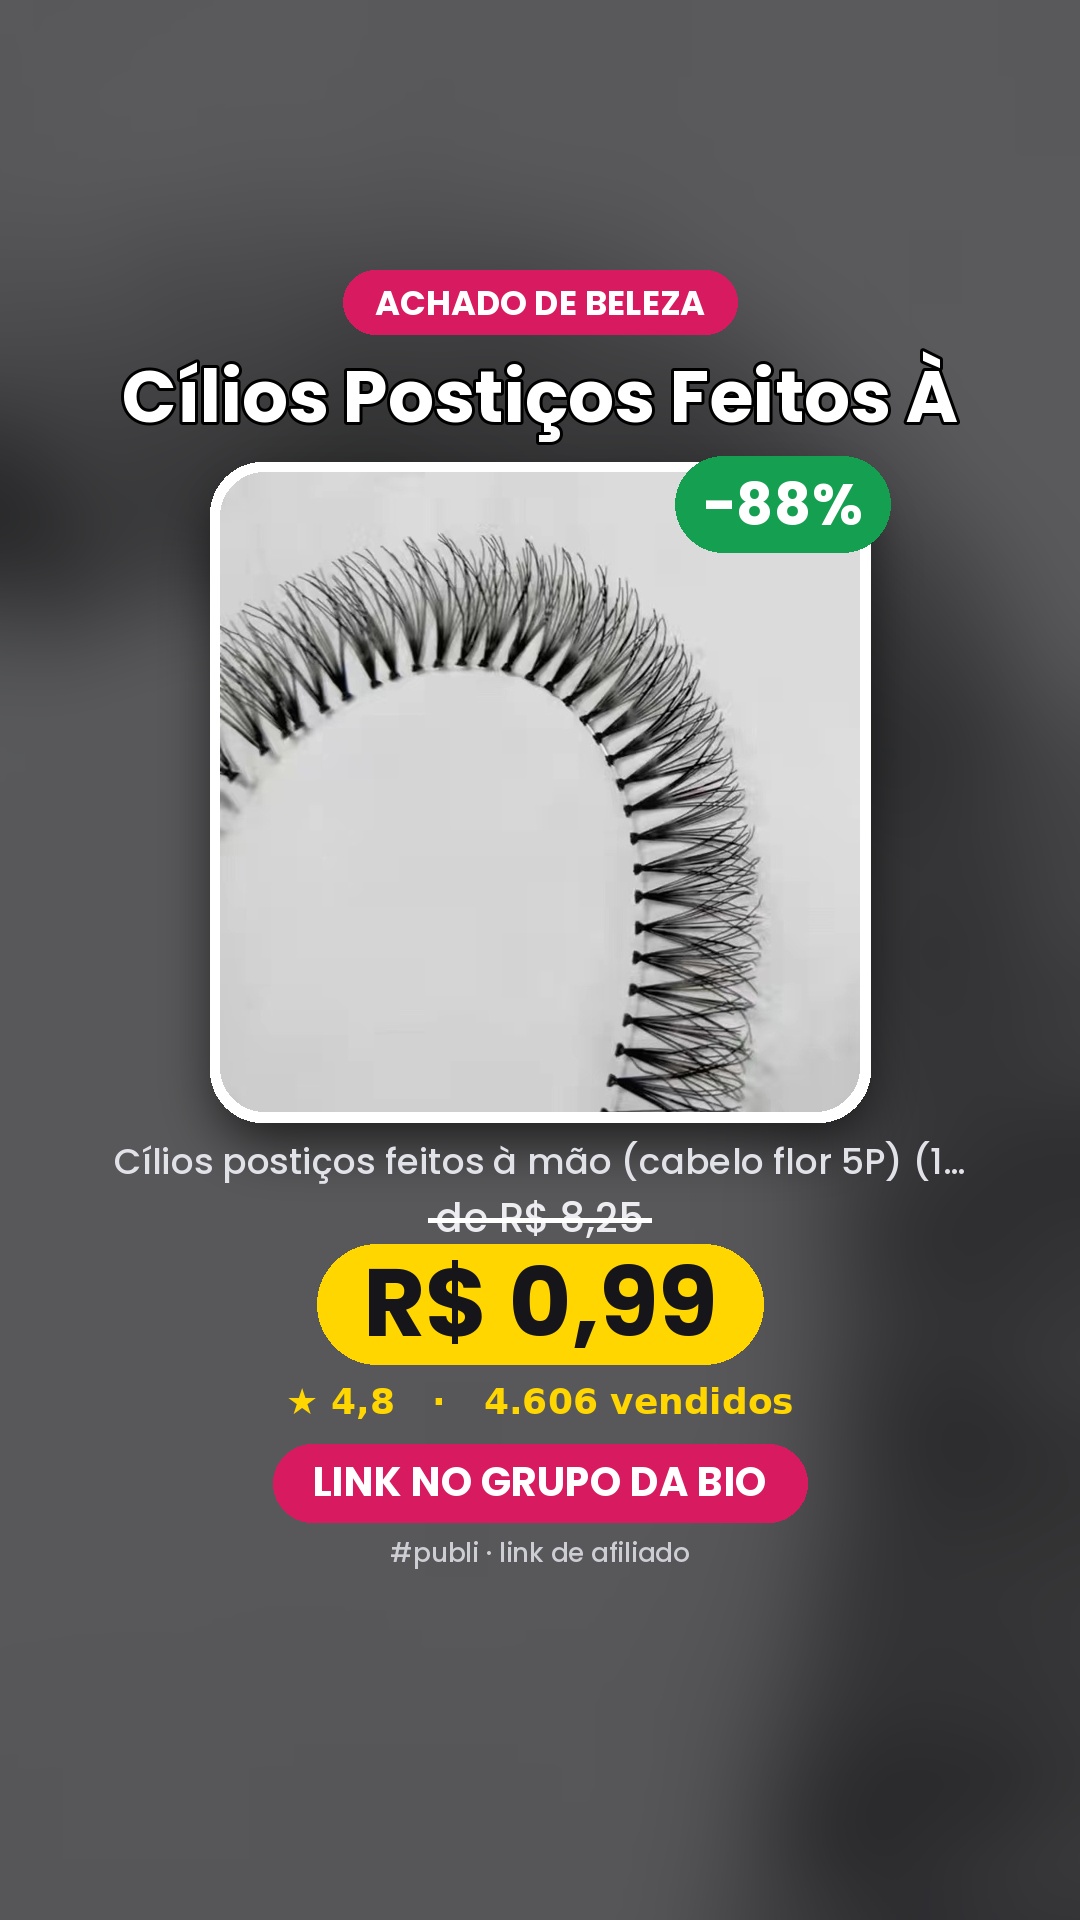 ACHADO DE BELEZA
Cílios Postiços Feitos À
-88%
Cílios postiços feitos à mão (cabelo flor 5P) (1...
de R$ 8,25
R$ 0,99
★ 4,8 · 4.606 vendidos
LINK NO GRUPO DA BIO
#publi · link de afiliado